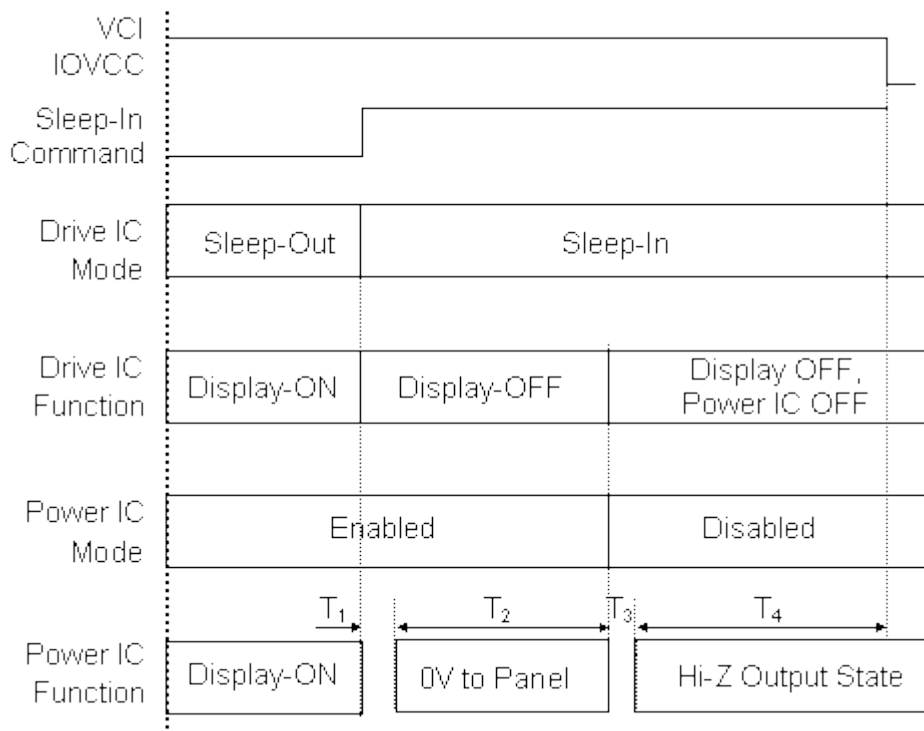 VCI
IOVCC
Sleep-In
Command
Drive IC
Mode
Sleep-Out
Sleep-In
Drive IC
Function
Display-ON
Display-OFF
Display OFF,
Power IC OFF
Power IC
Mode
Enabled
Disabled
T1
T2
T3
T4
Power IC
Function
Display-ON
0V to Panel
Hi-Z Output State